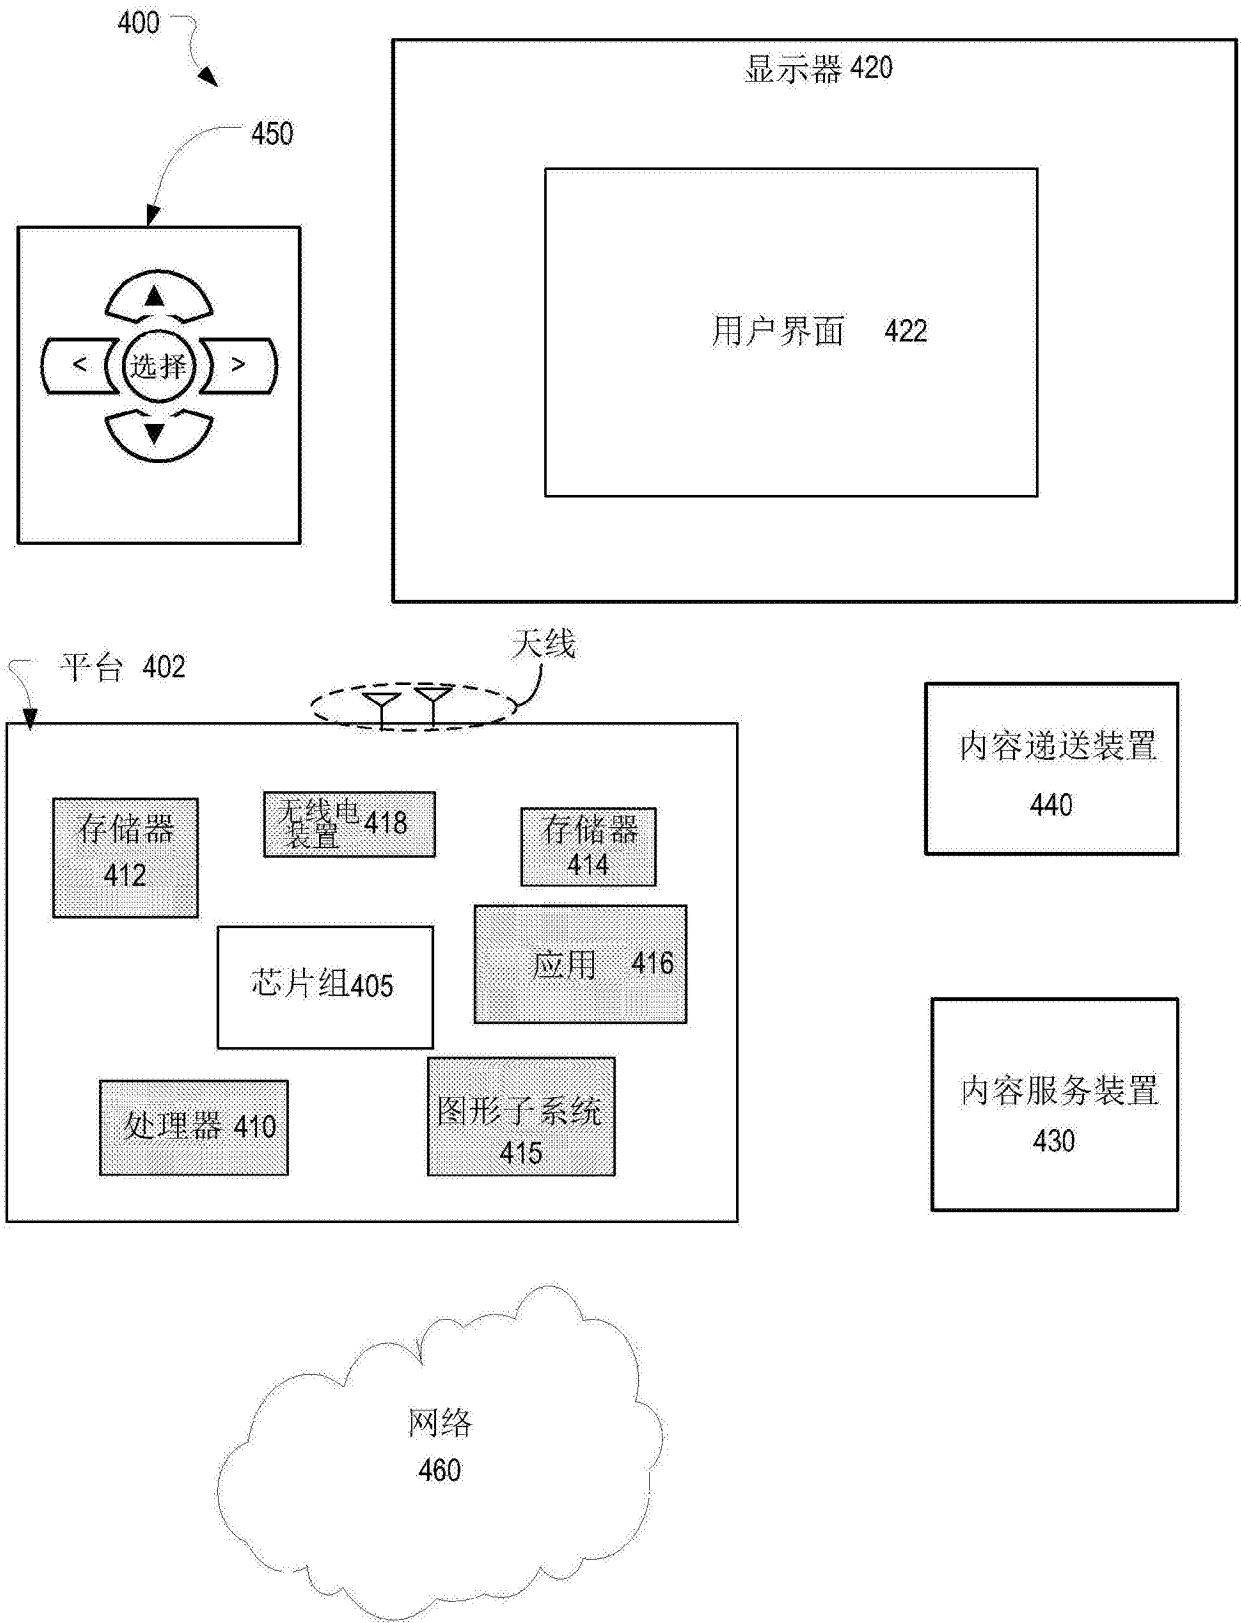 400
显示器 420
450
用户界面 422
<
选择
>
天线
平台 402
内容递送装置
440
存储器
412
无线电
装置
418
存储器
414
应用 416
芯片组405
内容服务装置
430
处理器 410
图形子系统
415
网络
460